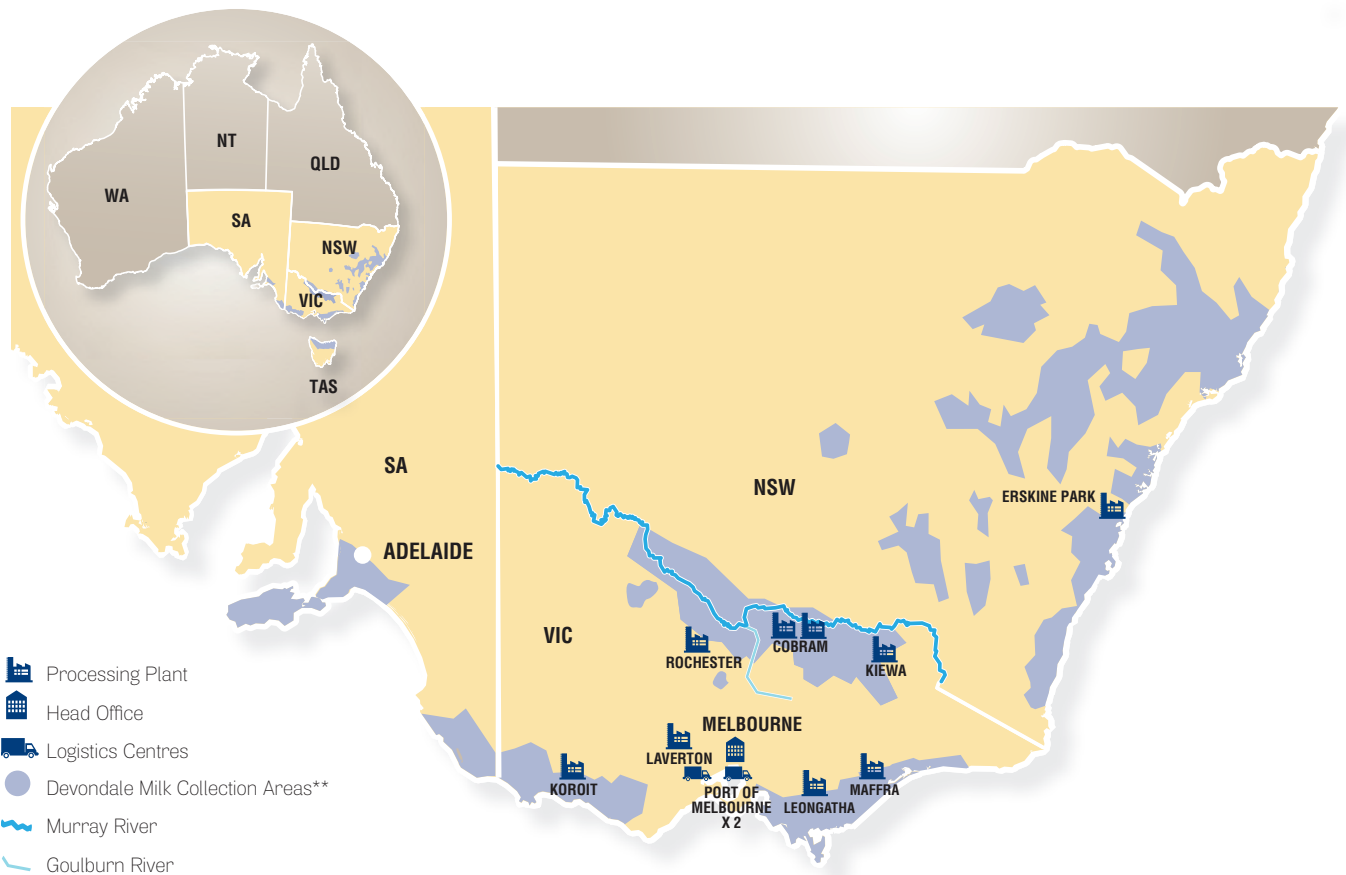 NT
QLD
WA
SA
NSW
VIC
TAS
SA
NSW
ERSKINE PARK
ADELAIDE
VIC
ROCHESTER
COBRAM
KIEWA
MELBOURNE
LAVERTON
KOROIT
PORT OF
MELBOURNE
X 2
LEONGATHA
MAFFRA
Processing Plant
Head Office
Logistics Centres
Devondale Milk Collection Areas**
Murray River
Goulburn River